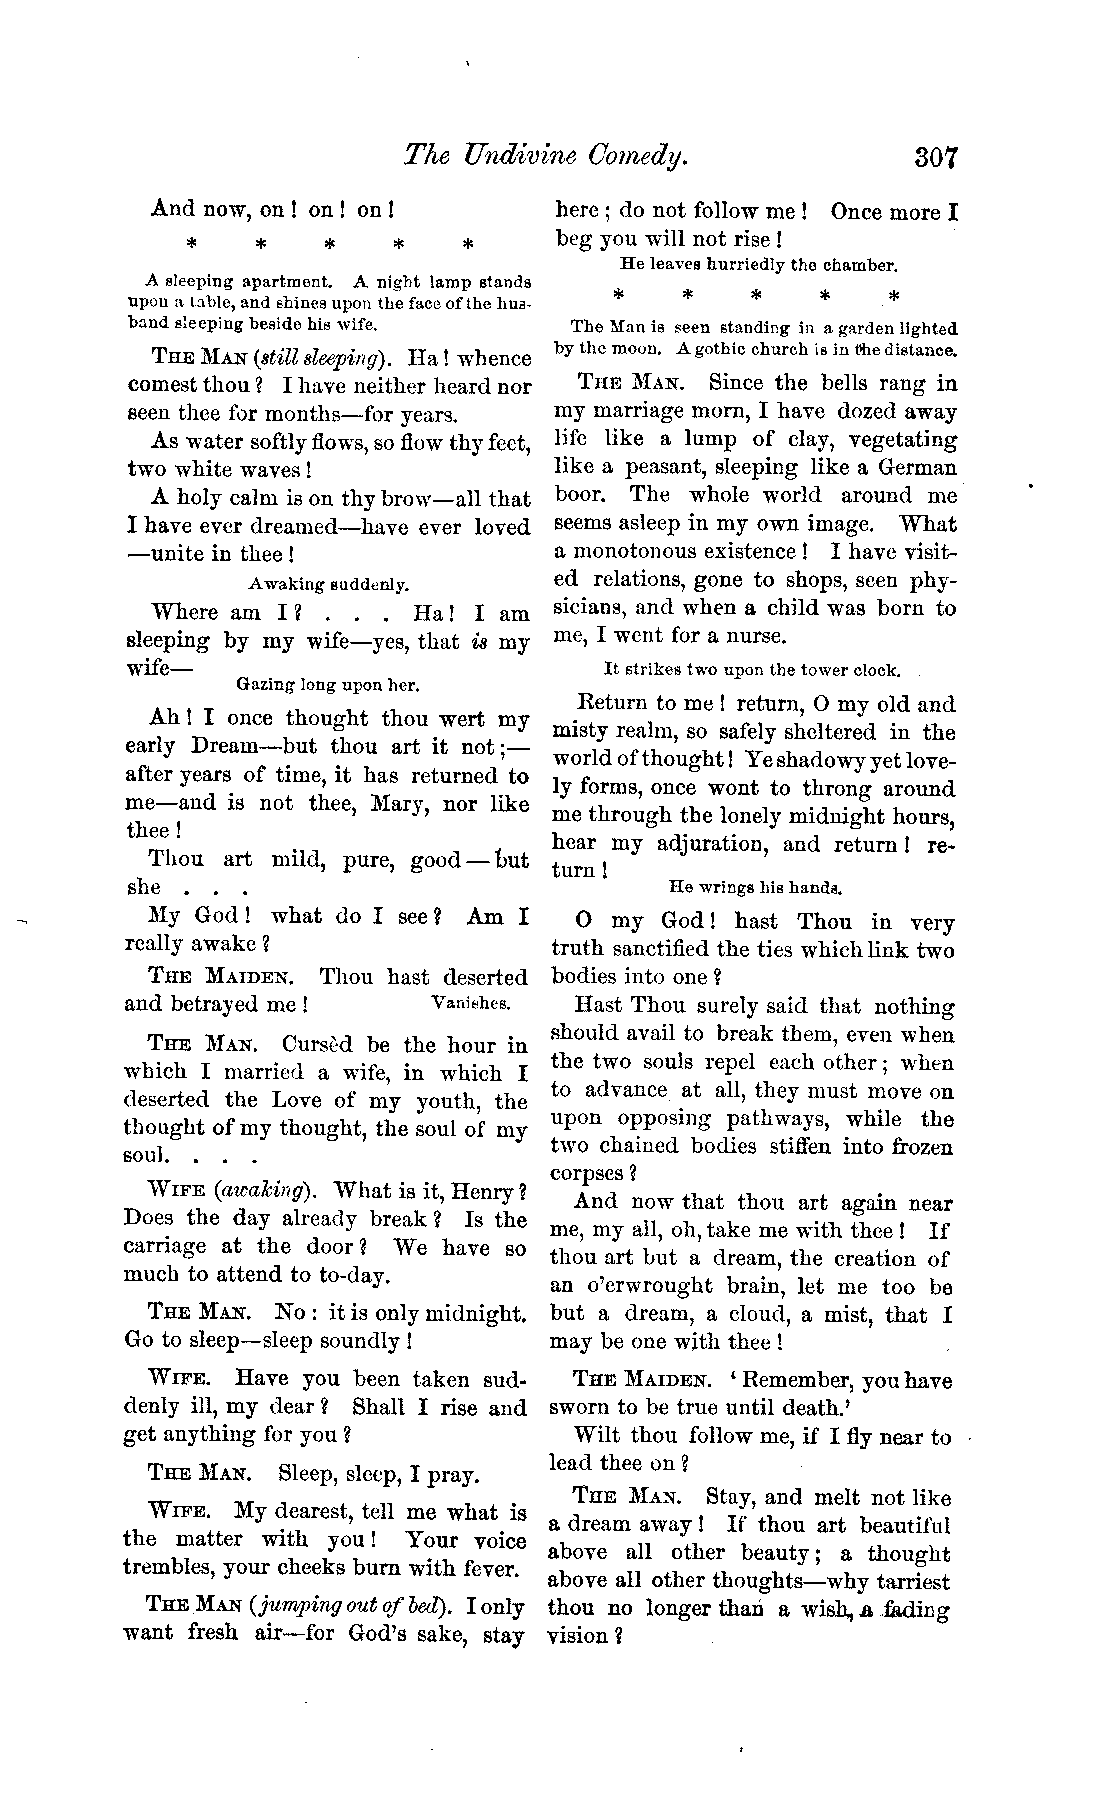 The Undivine Comedy. 307
And now, on! on! on!
* * * * *
A sleeping apartment. A night lamp stands
upon a table, and shines upon the face of the hus-
band sleeping beside his wife.
THE MAN (still sleeping). Ha! whence
comest thou? I have neither heard nor
seen thee for months—for years.
As water softly flows, so flow thy feet,
two white waves!
A holy calm is on thy brow—all that
I have ever dreamed—have ever loved
—unite in thee!
Awaking suddenly.
Where am I? . . . Ha! I am
sleeping by my wife—yes, that is my
wife—
Gazing long upon her.
Ah! I once thought thou wert my
early Dream—but thou art it not;—
after years of time, it has returned to
me—and is not thee, Mary, nor like
thee!
Thou art mild, pure, good—but
she . . .
My God! what do I see? Am I
really awake?
THE MAIDEN. Thou hast deserted
and betrayed me! Vanishes.
THE MAN. Cursèd be the hour in
which I married a wife, in which I
deserted the Love of my youth, the
thought of my thought, the soul of my
soul. . . .
WIFE (awaking). What is it, Henry?
Does the day already break? Is the
carriage at the door? We have so
much to attend to to-day.
THE MAN. No: it is only midnight.
Go to sleep—sleep soundly!
WIFE. Have you been taken sud-
denly ill, my dear? Shall I rise and
get anything for you?
THE MAN. Sleep, sleep, I pray.
WIFE. My dearest, tell me what is
the matter with you! Your voice
trembles, your cheeks burn with fever.
THE MAN (jumping out of bed). I only
want fresh air—for God's sake, stay
here; do not follow me! Once more I
beg you will not rise!
He leaves hurriedly the chamber.
* * * * *
The Man is seen standing in a garden lighted
by the moon. A gothic church is in the distance.
THE MAN. Since the bells rang in
my marriage morn, I have dozed away
life like a lump of clay, vegetating
like a peasant, sleeping like a German
boor. The whole world around me
seems asleep in my own image. What
a monotonous existence! I have visit-
ed relations, gone to shops, seen phy-
sicians, and when a child was born to
me, I went for a nurse.
It strikes two upon the tower clock.
Return to me! return, O my old and
misty realm, so safely sheltered in the
world of thought! Ye shadowy yet love-
ly forms, once wont to throng around
me through the lonely midnight hours,
hear my adjuration, and return! re-
turn!
He wrings his hands.
O my God! hast Thou in very
truth sanctified the ties which link two
bodies into one?
Hast Thou surely said that nothing
should avail to break them, even when
the two souls repel each other; when
to advance at all, they must move on
upon opposing pathways, while the
two chained bodies stiffen into frozen
corpses?
And now that thou art again near
me, my all, oh, take me with thee! If
thou art but a dream, the creation of
an o'erwrought brain, let me too be
but a dream, a cloud, a mist, that I
may be one with thee!
THE MAIDEN. 'Remember, you have
sworn to be true until death.'
Wilt thou follow me, if I fly near to
lead thee on?
THE MAN. Stay, and melt not like
a dream away! If thou art beautiful
above all other beauty; a thought
above all other thoughts—why tarriest
thou no longer than a wish, a fading
vision?